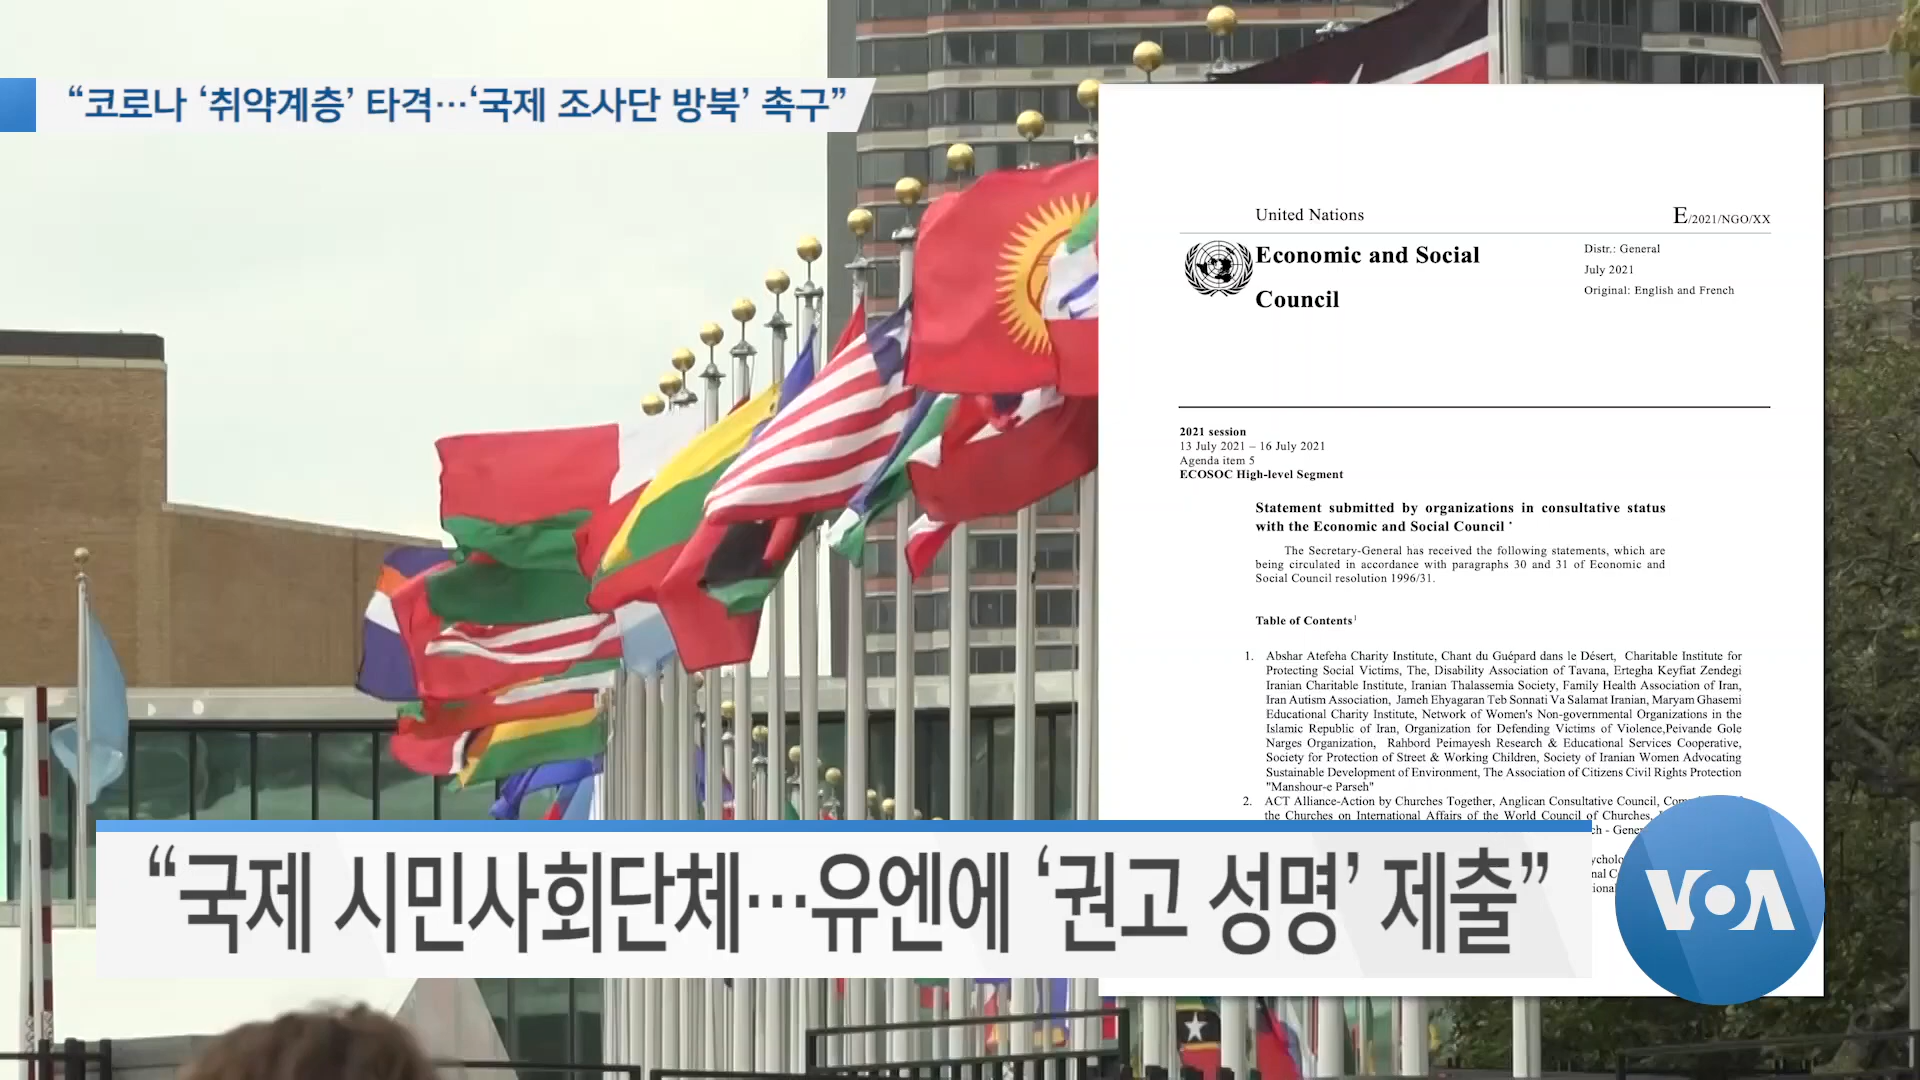 “코로나 ‘취약계층’ 타격…‘국제 조사단 방북’ 촉구”
United Nations
E/2021/NGO/XX
Economic and Social
Council
Distr.: General
July 2021
Original: English and French
2021 session
13 July 2021 – 16 July 2021
Agenda item 5
ECOSOC High-level Segment
Statement submitted by organizations in consultative status
with the Economic and Social Council *
The Secretary-General has received the following statements, which are
being circulated in accordance with paragraphs 30 and 31 of Economic and
Social Council resolution 1996/31.
Table of Contents1
1. Abshar Atefeha Charity Institute, Chant du Guépard dans le Désert, Charitable Institute for
Protecting Social Victims, The, Disability Association of Tavana, Ertegha Keyfiat Zendegi
Iranian Charitable Institute, Iranian Thalassemia Society, Family Health Association of Iran,
Iran Autism Association, Jameh Ehyagaran Teb Sonnati Va Salamat Iranian, Maryam Ghasemi
Educational Charity Institute, Network of Women's Non-governmental Organizations in the
Islamic Republic of Iran, Organization for Defending Victims of Violence,Peivande Gole
Narges Organization, Rahbord Peimayesh Research & Educational Services Cooperative,
Society for Protection of Street & Working Children, Society of Iranian Women Advocating
Sustainable Development of Environment, The Association of Citizens Civil Rights Protection
"Manshour-e Parseh"
2. ACT Alliance-Action by Churches Together, Anglican Consultative Council,
the Churches on International Affairs of the World Council of Churches,
“국제 시민사회단체…유엔에 ‘권고 성명’ 제출”
VOA